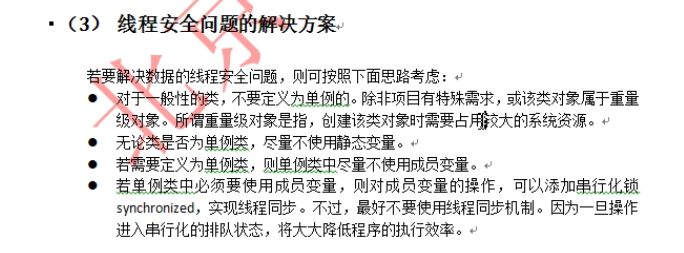 ▪（3） 线程安全问题的解决方案
若要解决数据的线程安全问题，则可按照下面思路考虑：
● 对于一般性的类，不要定义为单例的。除非项目有特殊需求，或该类对象属于重量
级对象。所谓重量级对象是指，创建该类对象时需要占用较大的系统资源。
● 无论类是否为单例类，尽量不使用静态变量。
● 若需要定义为单例类，则单例类中尽量不使用成员变量。
● 若单例类中必须要使用成员变量，则对成员变量的操作，可以添加串行化锁
synchronized，实现线程同步。不过，最好不要使用线程同步机制。因为一旦操作
进入串行化的排队状态，将大大降低程序的执行效率。